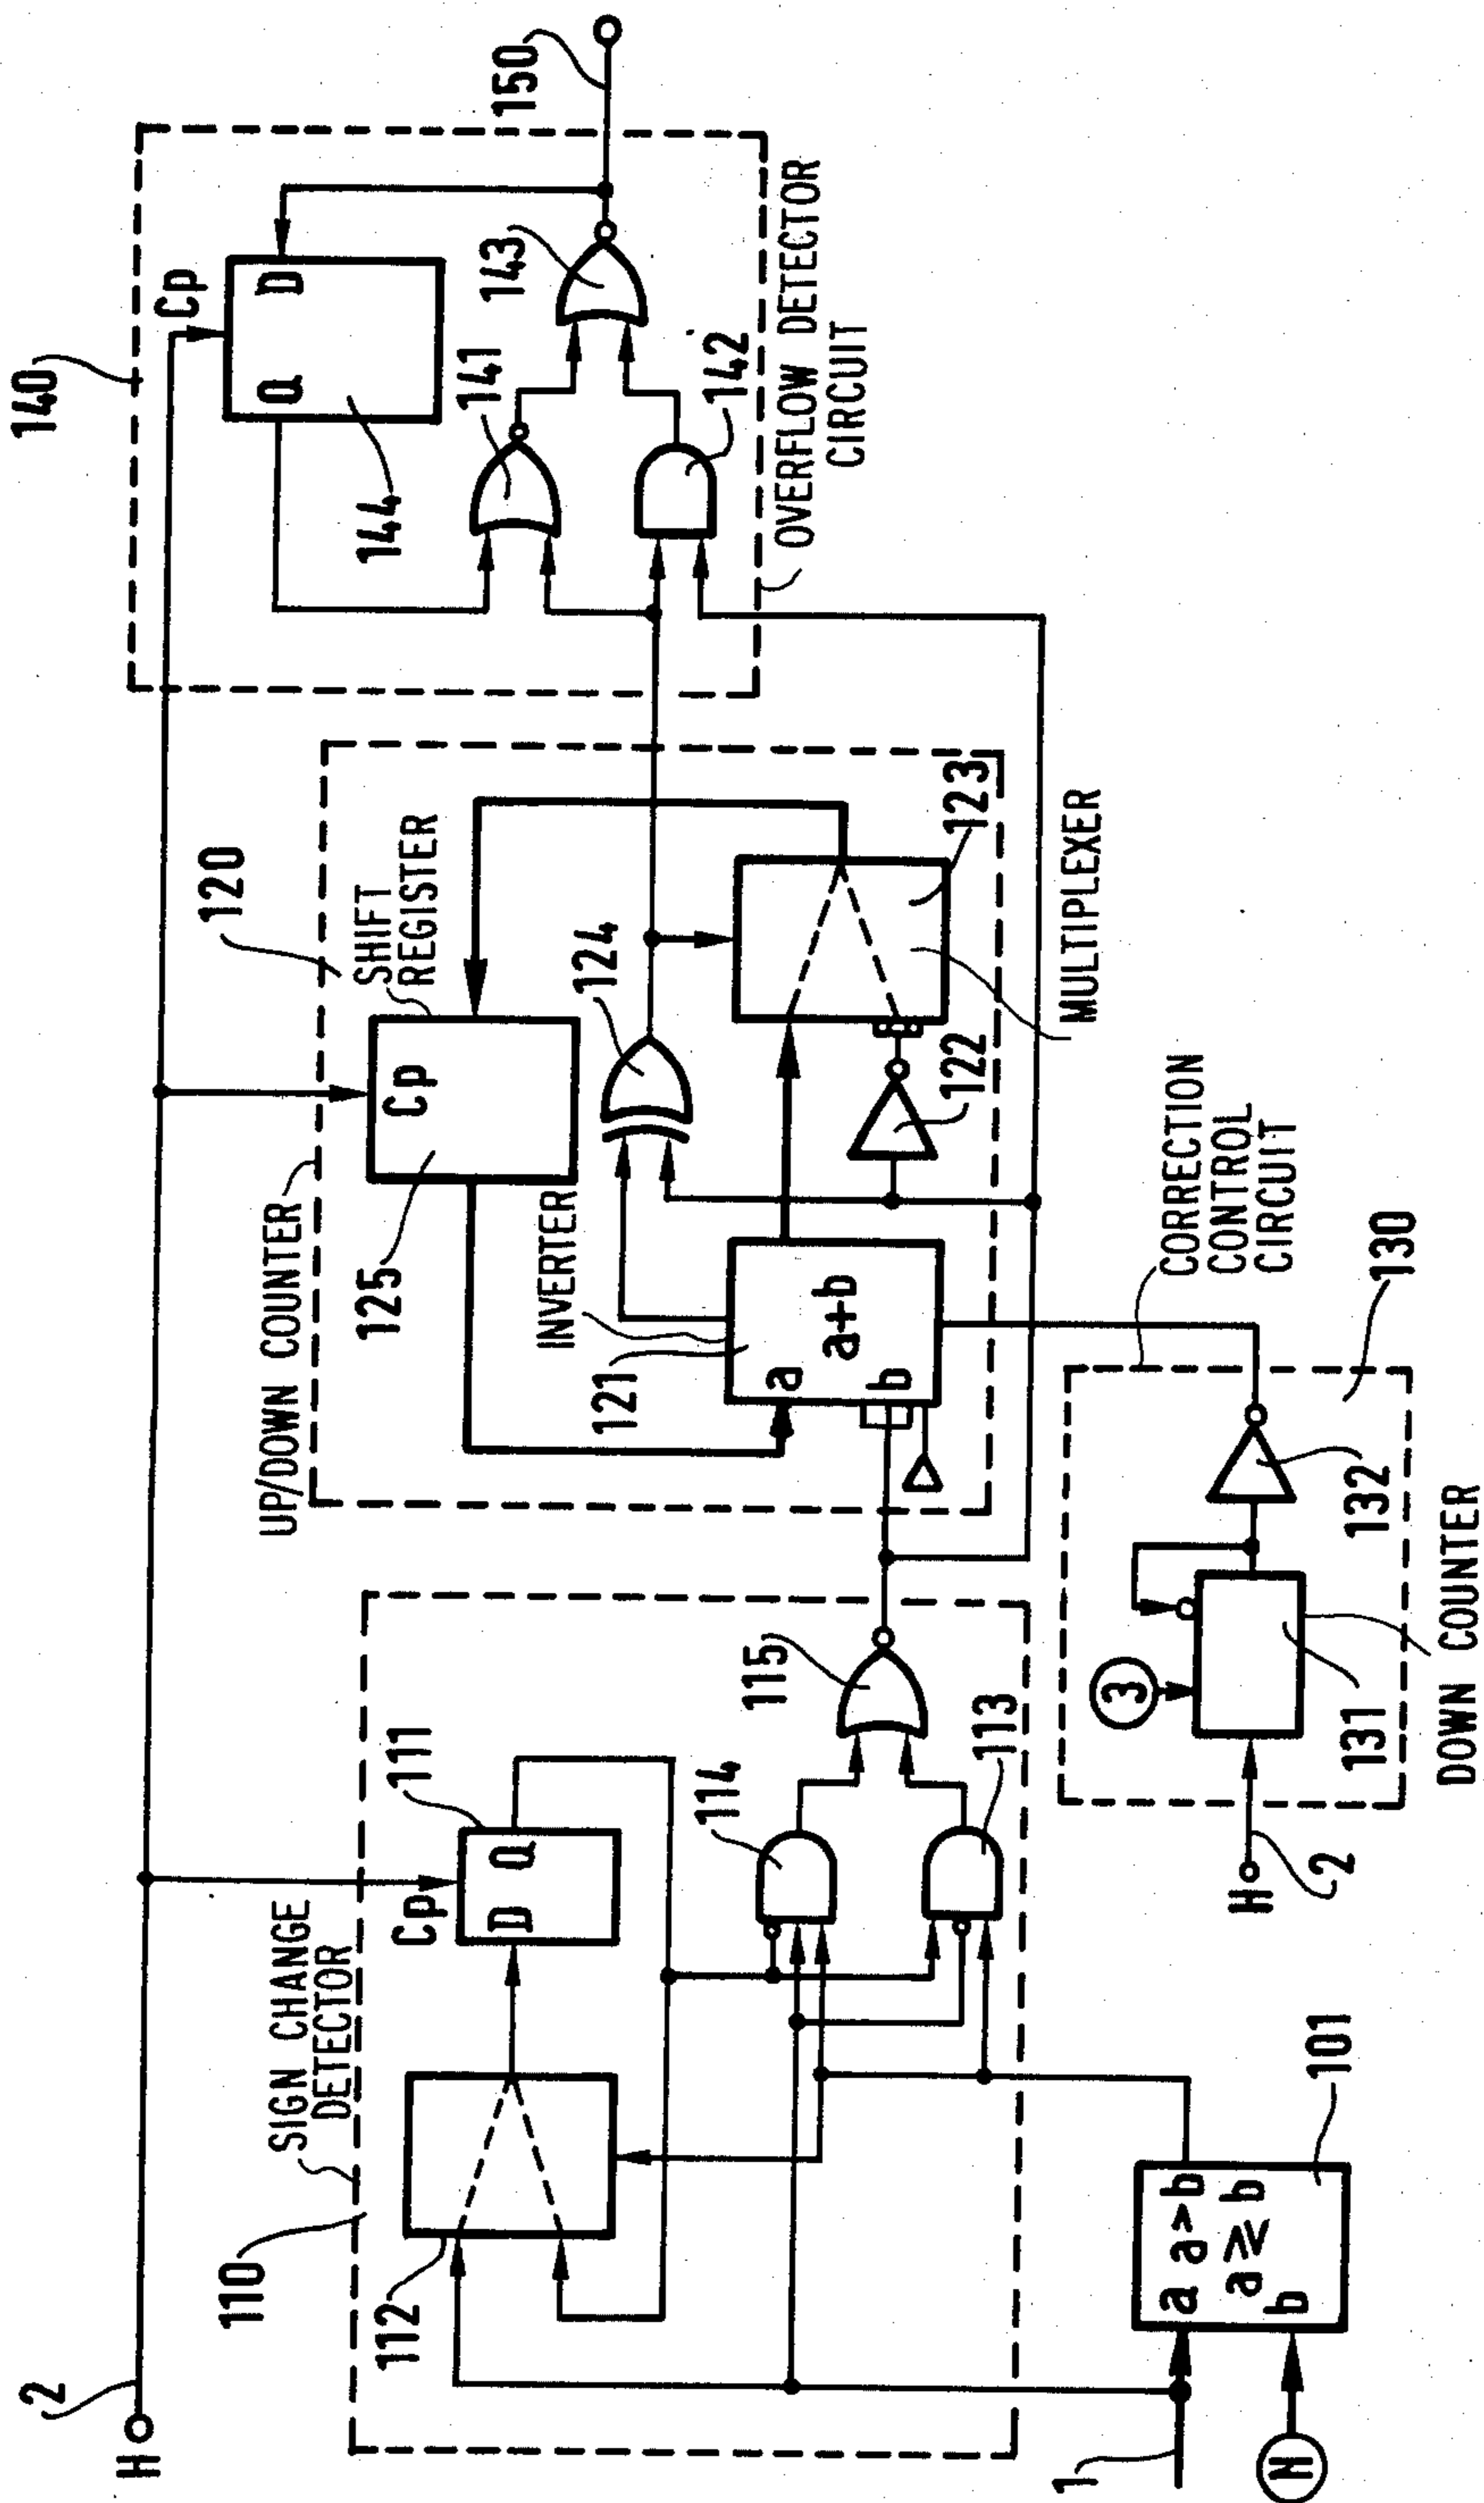 H
2
140
Cp
Q D
144
141
143
142
150
OVERFLOW DETECTOR
CIRCUIT
120
UP/DOWN COUNTER
SHIFT
REGISTER
Cp
125
124
INVERTER
121
a
a+b
b
122
123
MULTIPLEXER
110
SIGN CHANGE
DETECTOR
112
Cp
D Q
111
114
115
113
1
N
a a>b
a≥b
b
101
CORRECTION
CONTROL
CIRCUIT
130
H
2
3
131
132
DOWN COUNTER